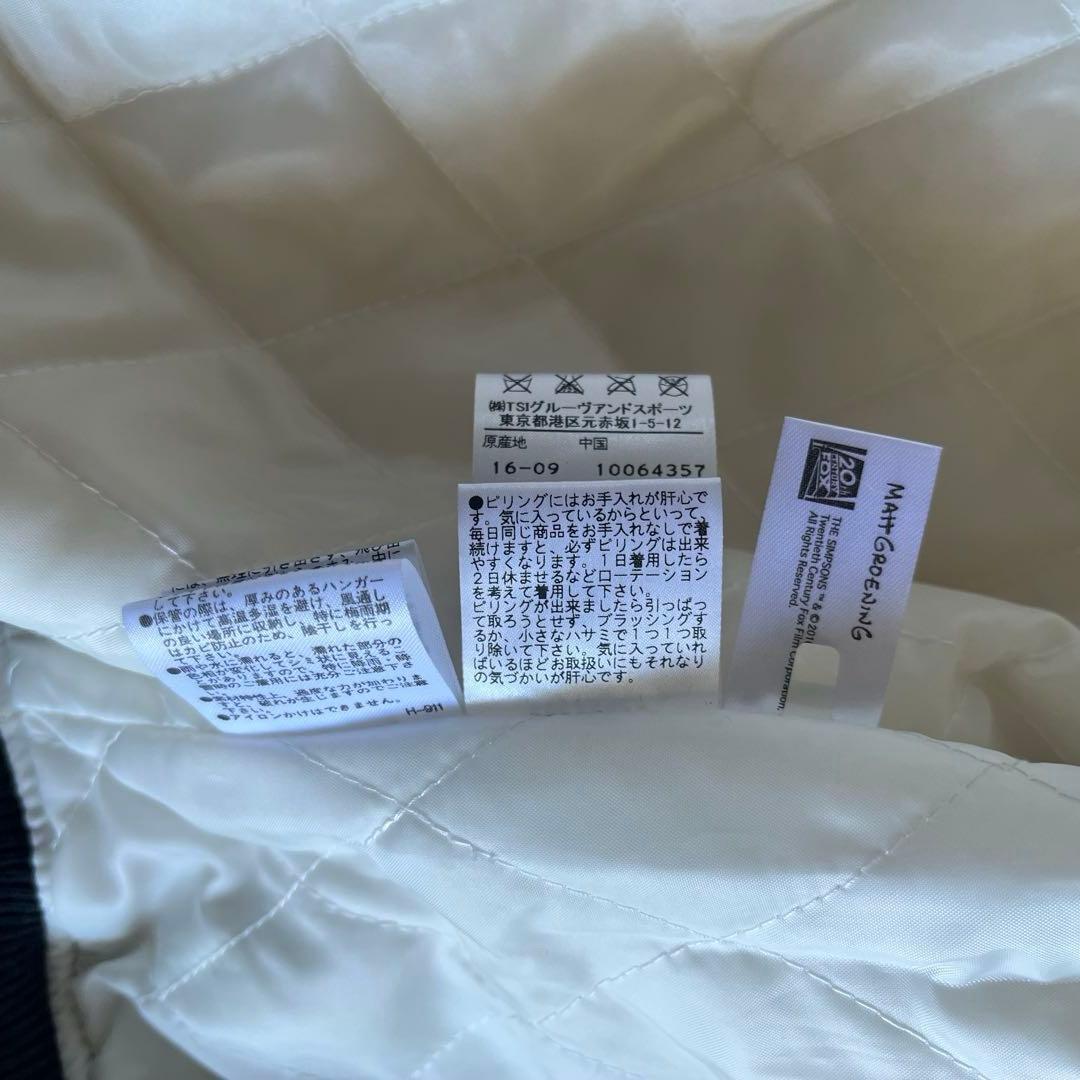 ㈱TSIグルーヴアンドスポーツ
東京都港区元赤坂1-5-12
原産地 中国
16-09 10064357
●ピリングにはお手入れが肝心で
す。気に入っているからといって、
毎日同じ商品をお手入れなしで着
続けますと、必ずピリングは出来
やすくなります。1日着用したら
2日休ませるなどローテーション
を考えて着用して下さい。
ピリングが出来ましたら引っぱっ
て取ろうとせず、ブラッシングす
るか、小さなハサミで1つ1つ取
り除いて下さい。気に入っていれ
ばいるほどお取扱いにもそれなり
の気づかいが肝心です。
して下さい。
●保管の際は、厚みのあるハンガー
にかけて高温多湿を避け、風通し
の良い場所に収納し、特に梅雨期
はカビ防止のため、陰干しを行っ
て下さい。
●アイロンかけはできません。
H-911
20th
CENTURY
FOX
MATT GROENING
THE SIMPSONS ™ & ©201
Twentieth Century Fox Film Corporation.
All Rights Reserved.